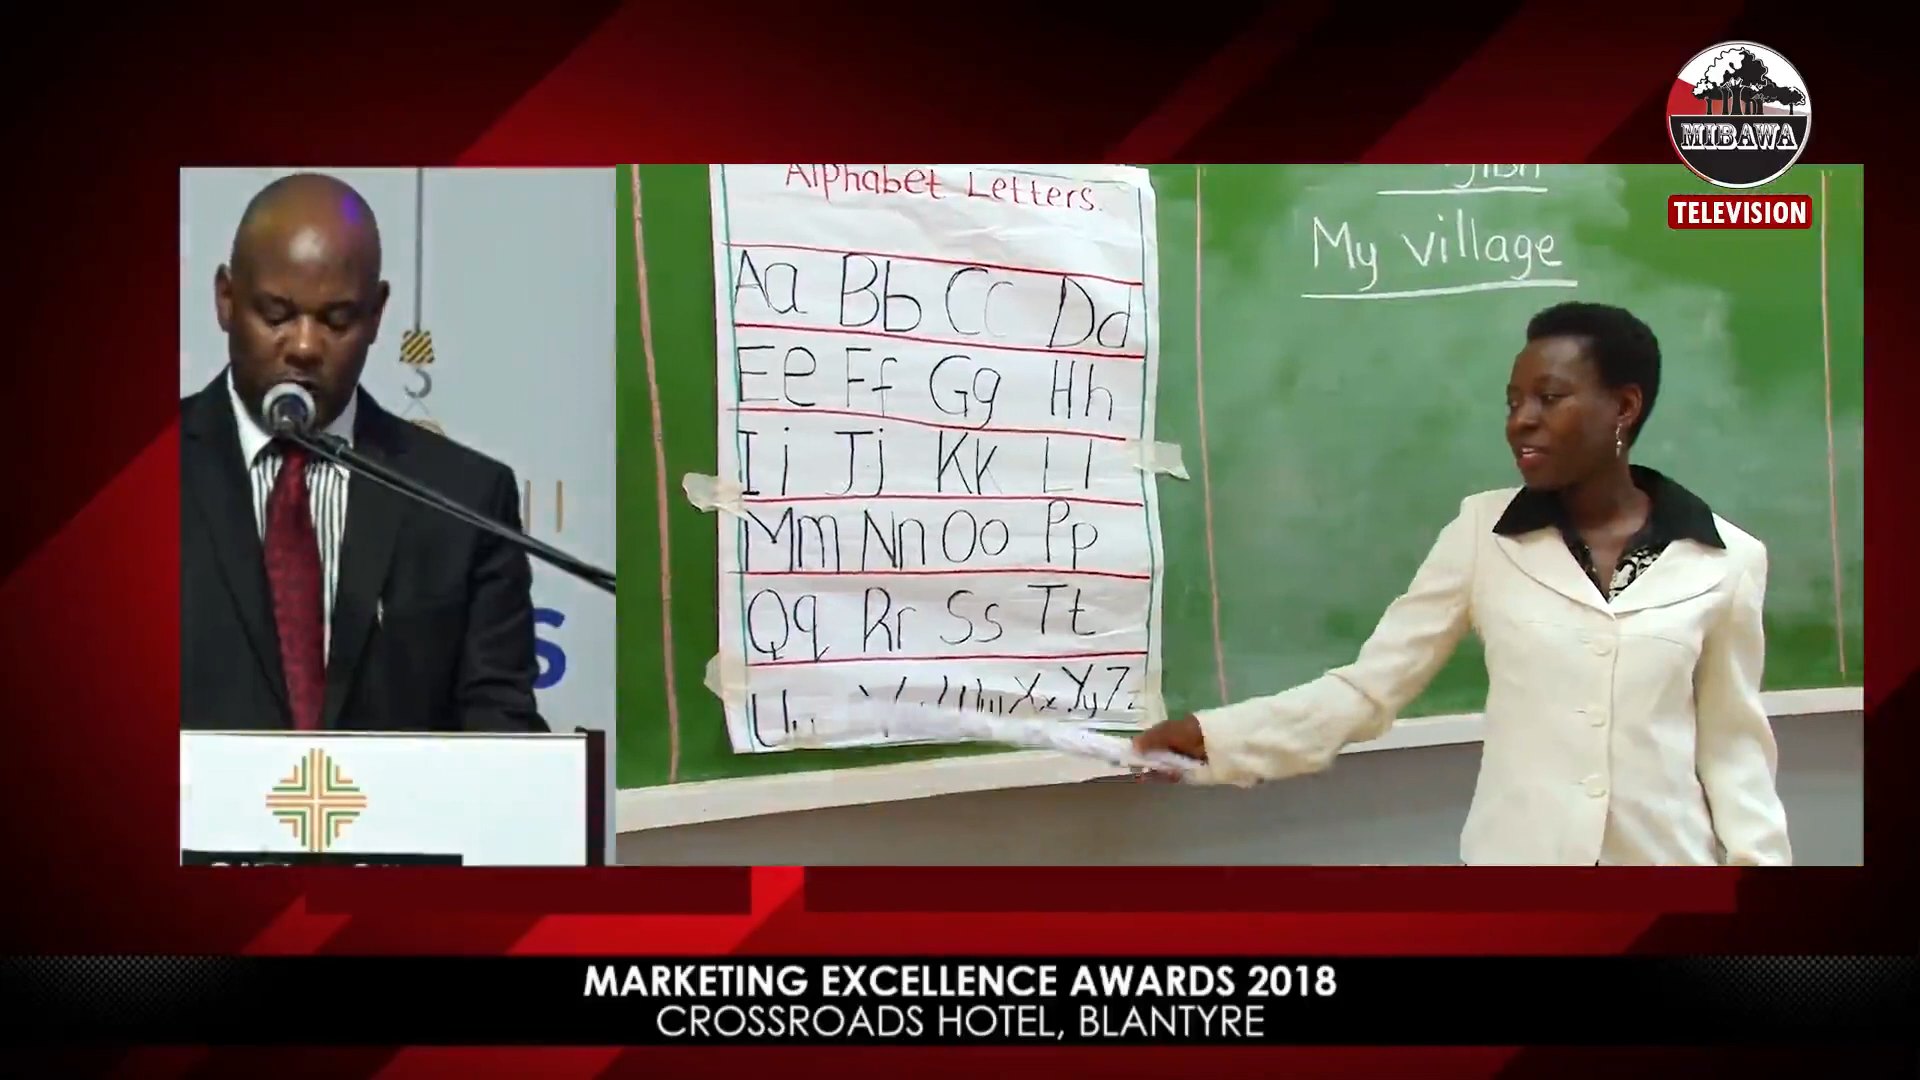 MIBAWA
TELEVISION
Alphabet Letters.
Aa Bb Cc Dd
Ee Ff Gg Hh
Ii Jj Kk Ll
Mm Nn Oo Pp
Qq Rr Ss Tt
Uu Xx Yy Zz
My village
S
MARKETING EXCELLENCE AWARDS 2018
CROSSROADS HOTEL, BLANTYRE